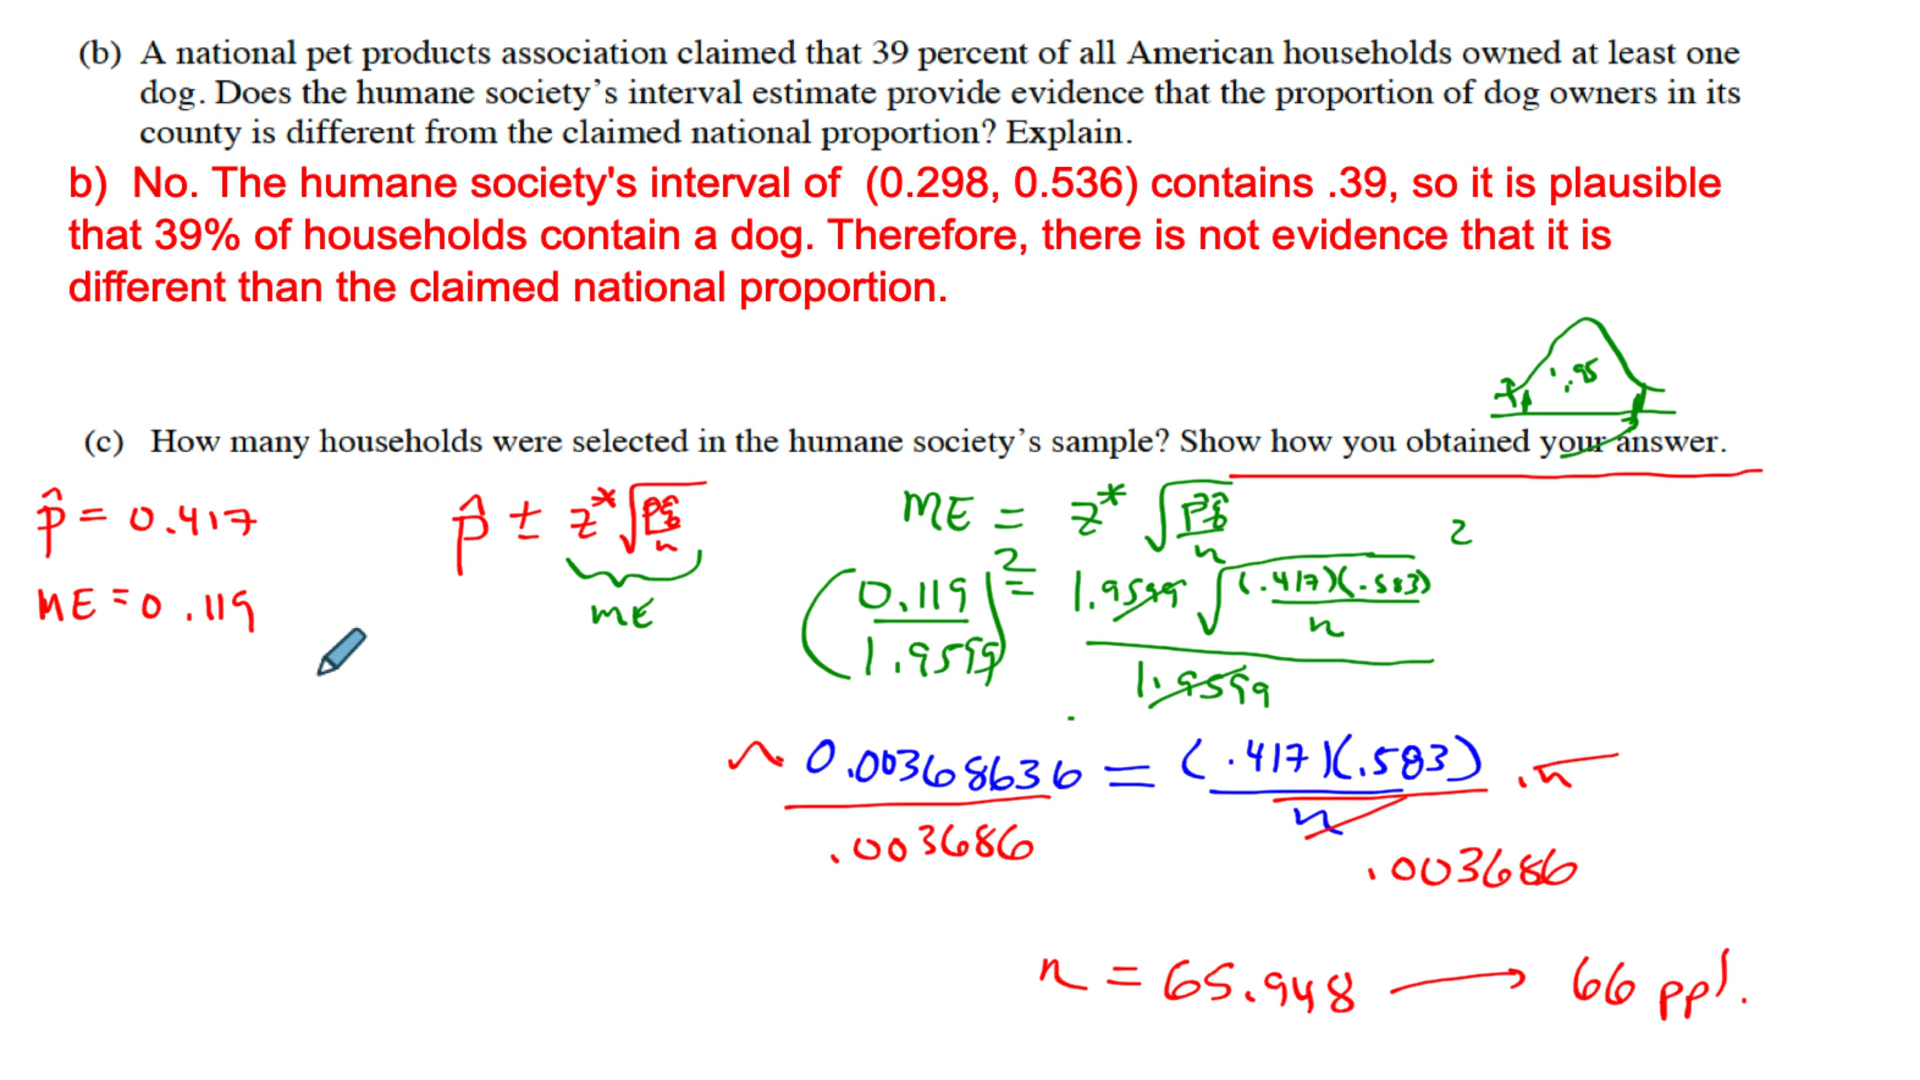 (b) A national pet products association claimed that 39 percent of all American households owned at least one
dog. Does the humane society's interval estimate provide evidence that the proportion of dog owners in its
county is different from the claimed national proportion? Explain.
b) No. The humane society's interval of (0.298, 0.536) contains .39, so it is plausible
that 39% of households contain a dog. Therefore, there is not evidence that it is
different than the claimed national proportion.
.95
(c) How many households were selected in the humane society's sample? Show how you obtained your answer.
p̂ = 0.417
ME = 0.119
p̂ ± z* √(p̂q̂/n)
ME
ME = z* √(p̂q̂/n)
2
(0.119/1.9599)² = 1.9599 √((.417)(.583)/n)
1.9599
n 0.00368636 = (.417)(.583)/n · n
.003686
.003686
n = 65.948 → 66 ppl.